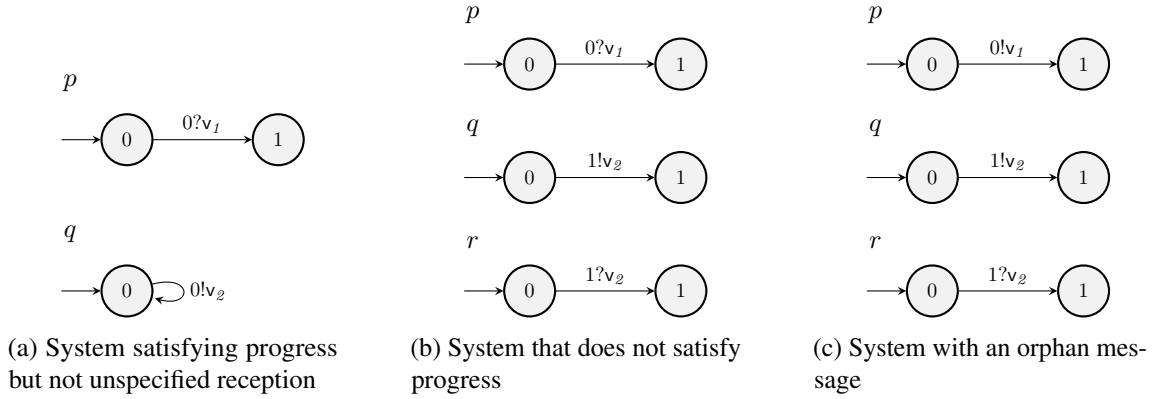 p
0
0?v1
1
q
0
0!v2
(a) System satisfying progress
but not unspecified reception
p
0
0?v1
1
q
0
1!v2
1
r
0
1?v2
1
(b) System that does not satisfy
progress
p
0
0!v1
1
q
0
1!v2
1
r
0
1?v2
1
(c) System with an orphan mes-
sage